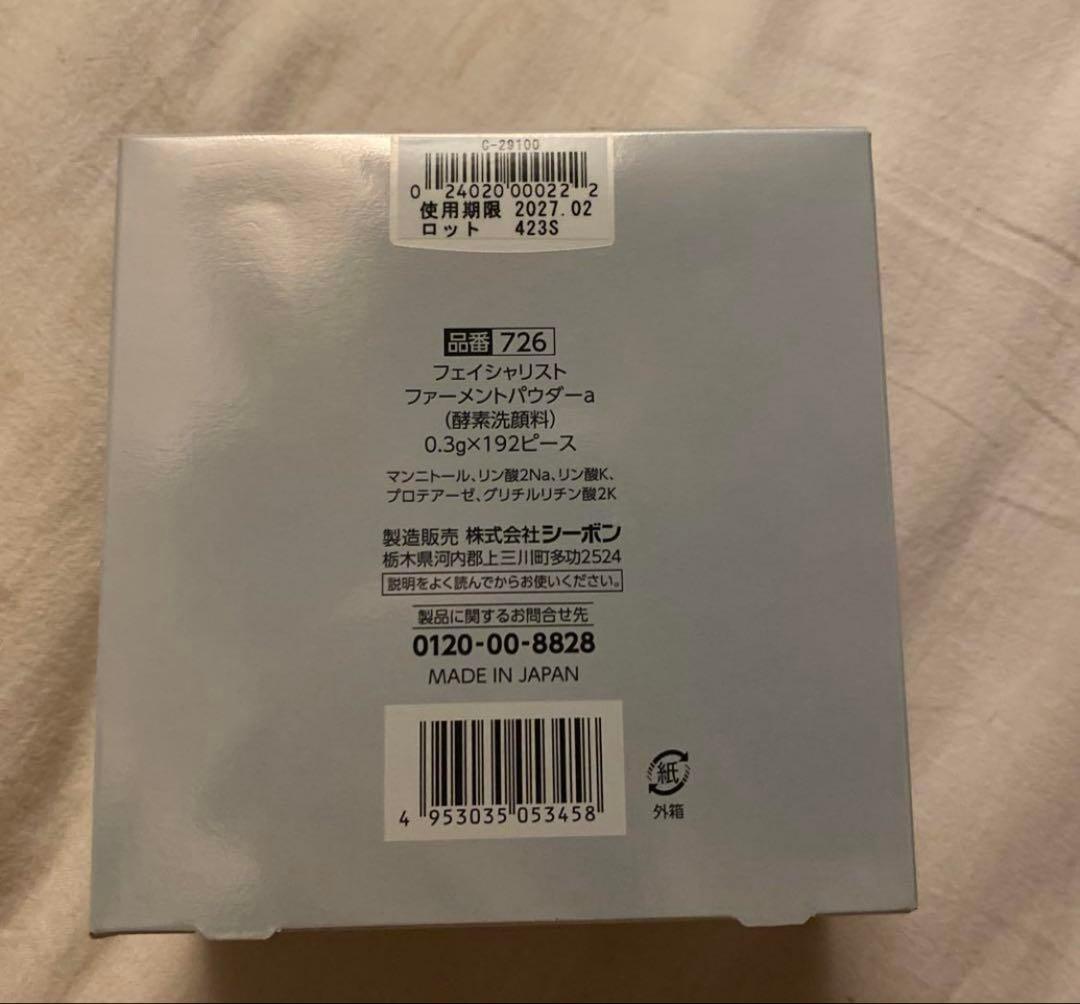 C-29100
0 24020 00022 2
使用期限 2027.02
ロット 423S
品番 726
フェイシャリスト
ファーメントパウダーa
（酵素洗顔料）
0.3g×192ピース
マンニトール、リン酸2Na、リン酸K、
プロテアーゼ、グリチルリチン酸2K
製造販売 株式会社シーボン
栃木県河内郡上三川町多功2524
説明をよく読んでからお使いください。
製品に関するお問合せ先
0120-00-8828
MADE IN JAPAN
4 953035 053458
紙
外箱